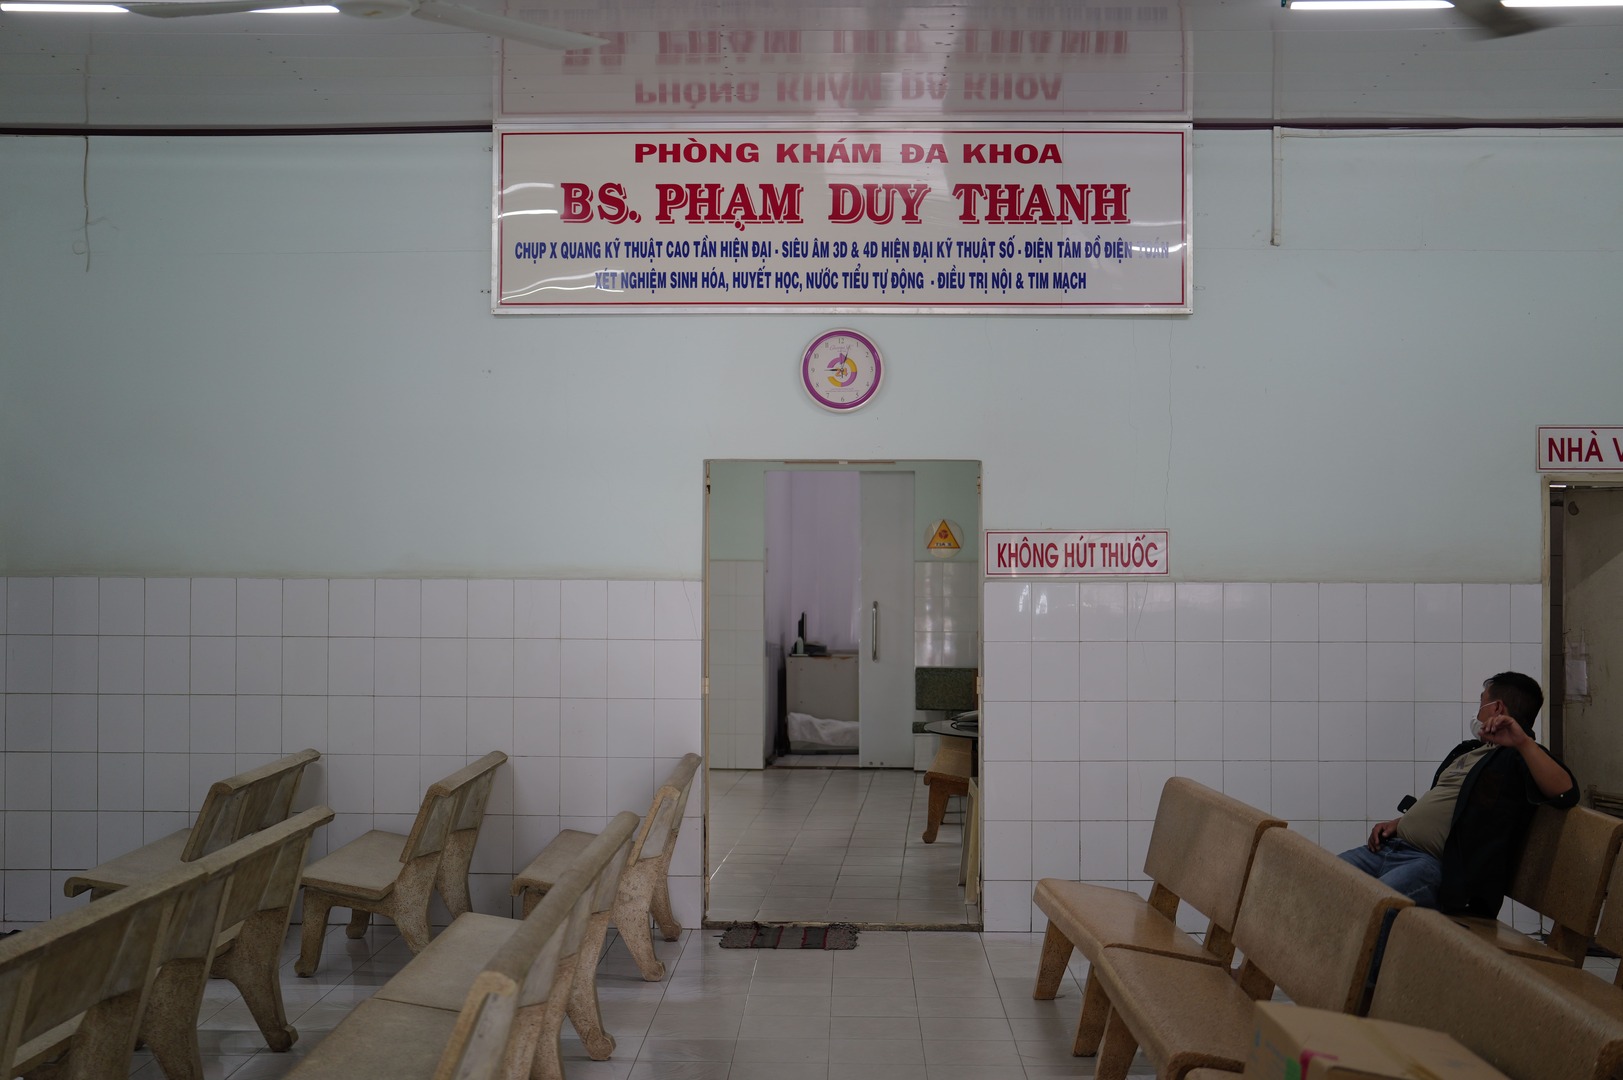 PHÒNG KHÁM ĐA KHOA
BS. PHẠM DUY THANH
CHỤP X QUANG KỸ THUẬT CAO TẦN HIỆN ĐẠI - SIÊU ÂM 3D & 4D HIỆN ĐẠI KỸ THUẬT SỐ - ĐIỆN TÂM ĐỒ ĐIỆN TOÁN
XÉT NGHIỆM SINH HÓA, HUYẾT HỌC, NƯỚC TIỂU TỰ ĐỘNG - ĐIỀU TRỊ NỘI & TIM MẠCH
NHÀ V
KHÔNG HÚT THUỐC